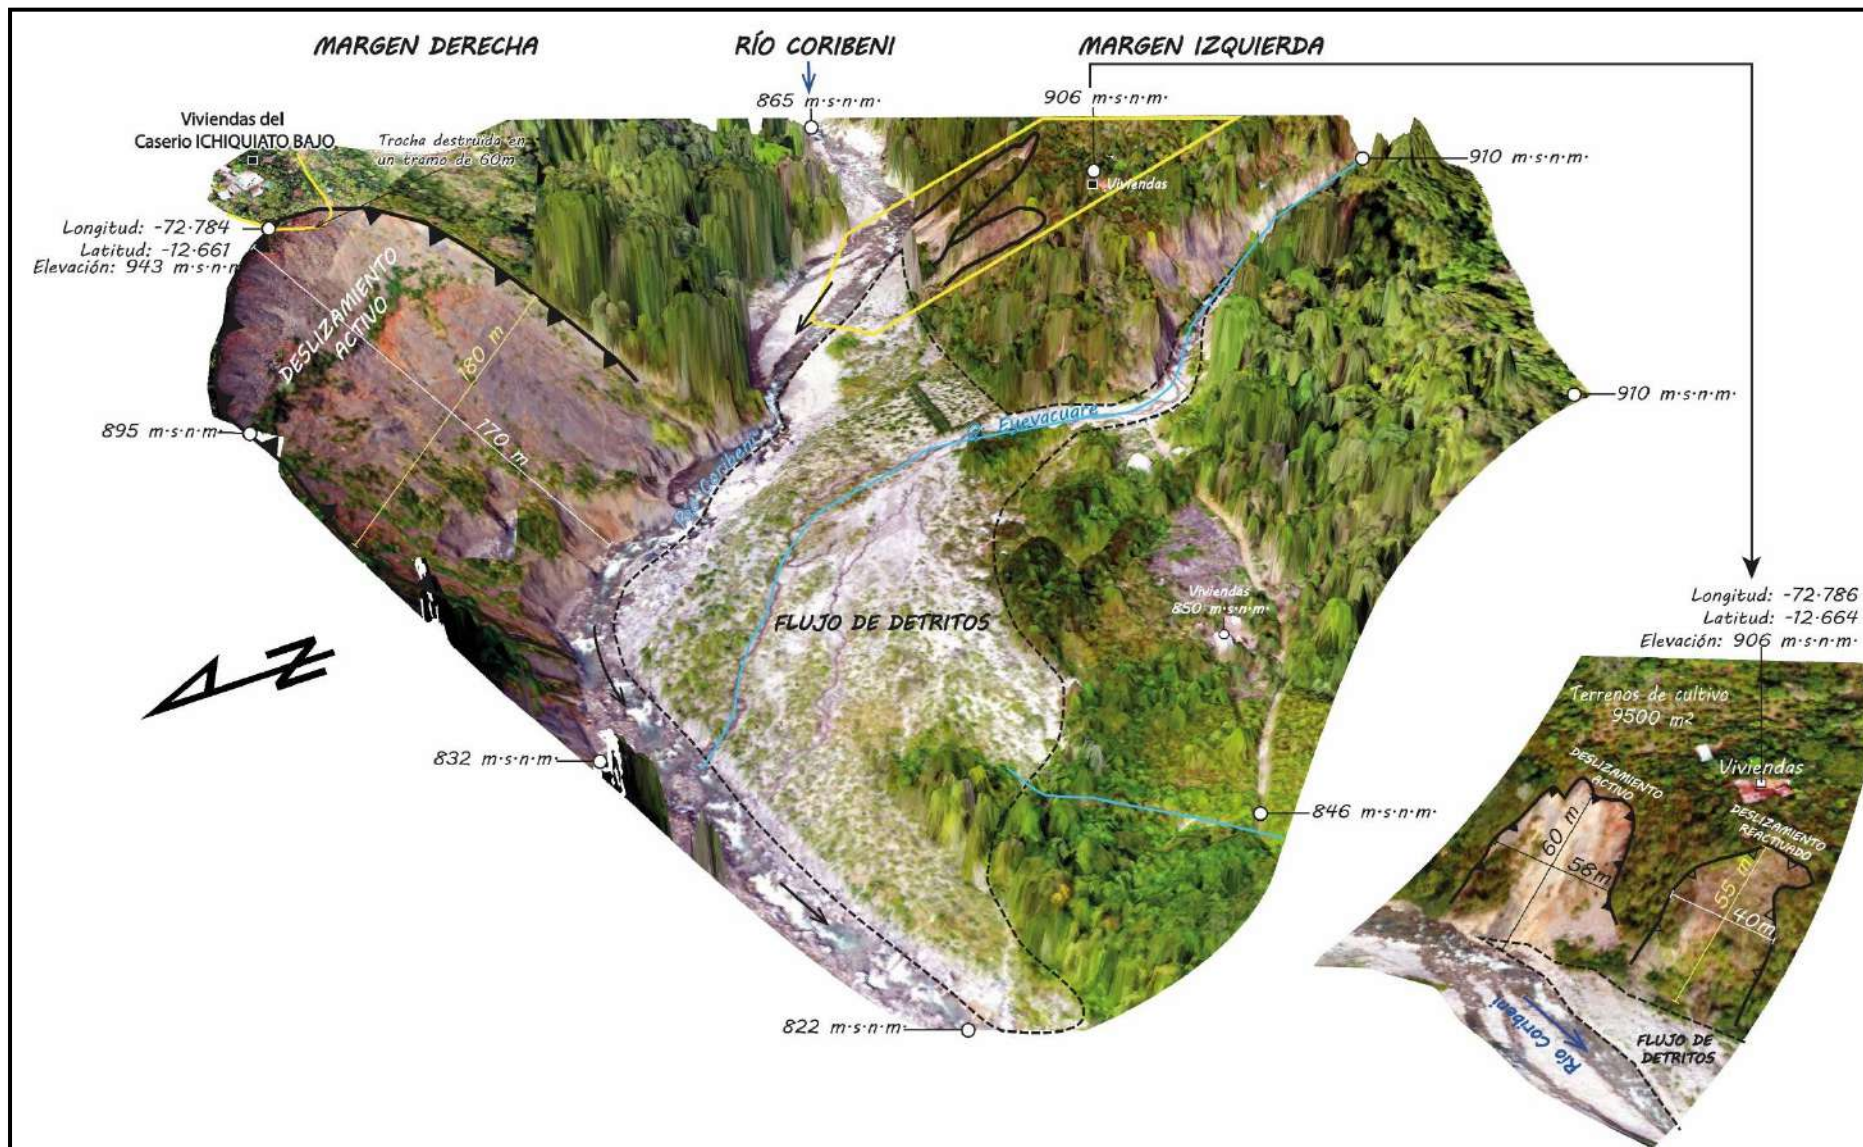 MARGEN DERECHA
RÍO CORIBENI
MARGEN IZQUIERDA
865 m.s.n.m.
906 m.s.n.m.
Viviendas del
Caserio ICHIQUIATO BAJO
Trocha destruida en
un tramo de 60m
910 m.s.n.m.
Viviendas
Longitud: -72.784
Latitud: -12.661
Elevación: 943 m.s.n.m
DESLIZAMIENTO
ACTIVO
180 m
170 m
895 m.s.n.m.
910 m.s.n.m.
Río Coribeni
Viviendas
850 m.s.n.m.
FLUJO DE DETRITOS
N
832 m.s.n.m.
846 m.s.n.m.
822 m.s.n.m.
Longitud: -72.786
Latitud: -12.664
Elevación: 906 m.s.n.m.
Terrenos de cultivo
9500 m²
DESLIZAMIENTO
ACTIVO
Viviendas
DESLIZAMIENTO
REACTIVADO
60 m
58m
55 m
40m
Río Coribeni
FLUJO DE
DETRITOS